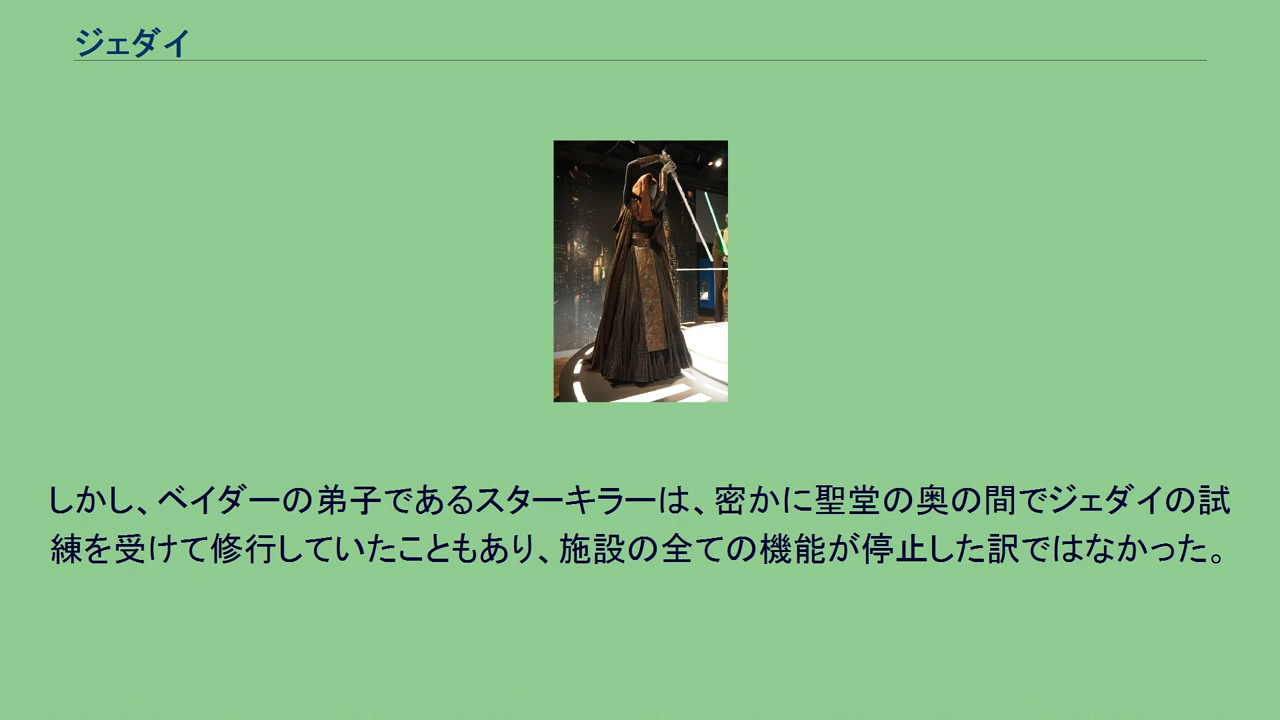 ジェダイ
しかし、ベイダーの弟子であるスターキラーは、密かに聖堂の奥の間でジェダイの試
練を受けて修行していたこともあり、施設の全ての機能が停止した訳ではなかった。